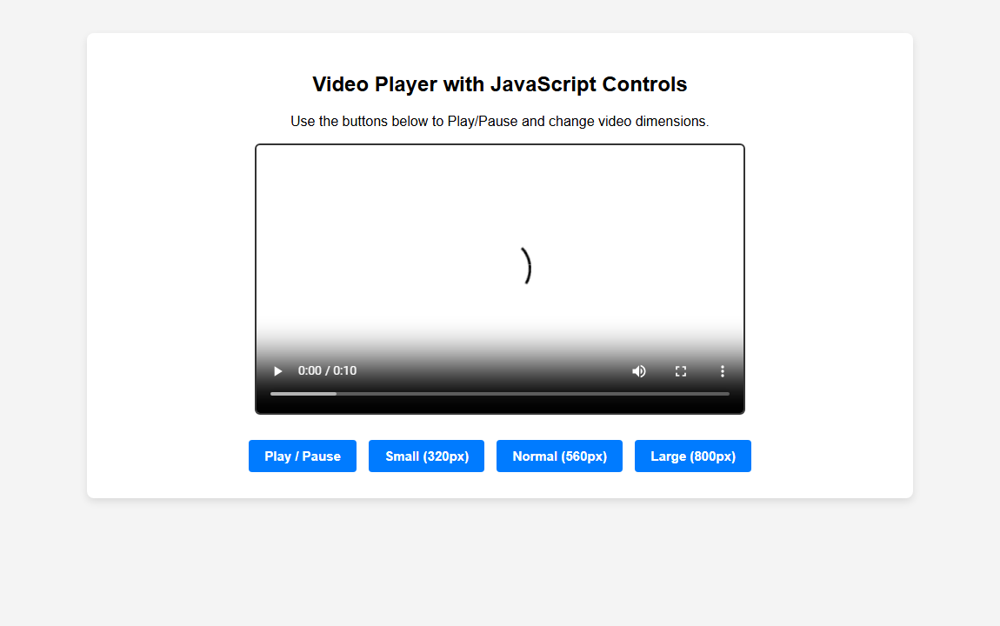 Video Player with JavaScript Controls
Use the buttons below to Play/Pause and change video dimensions.
0:00 / 0:10
Play / Pause
Small (320px)
Normal (560px)
Large (800px)